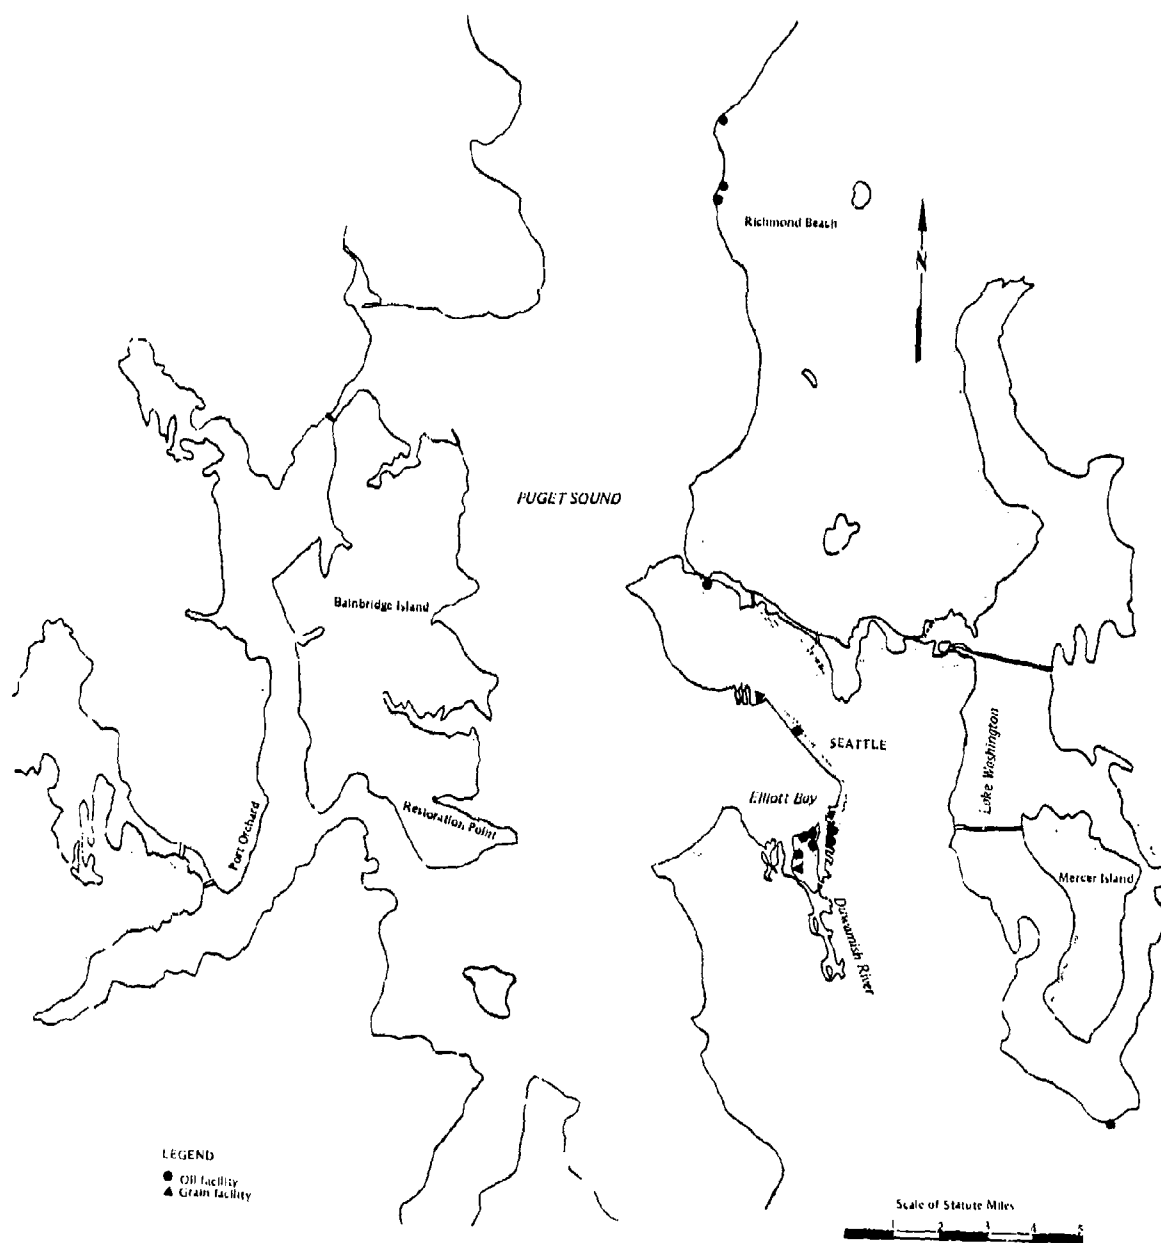 Richmond Beach
N
PUGET SOUND
Bainbridge Island
Lake Washington
SEATTLE
Elliott Bay
Restoration Point
Port Orchard
Mercer Island
Duwamish River
LEGEND
Oil facility
Grain facility
Scale of Statute Miles
1 2 3 4 5